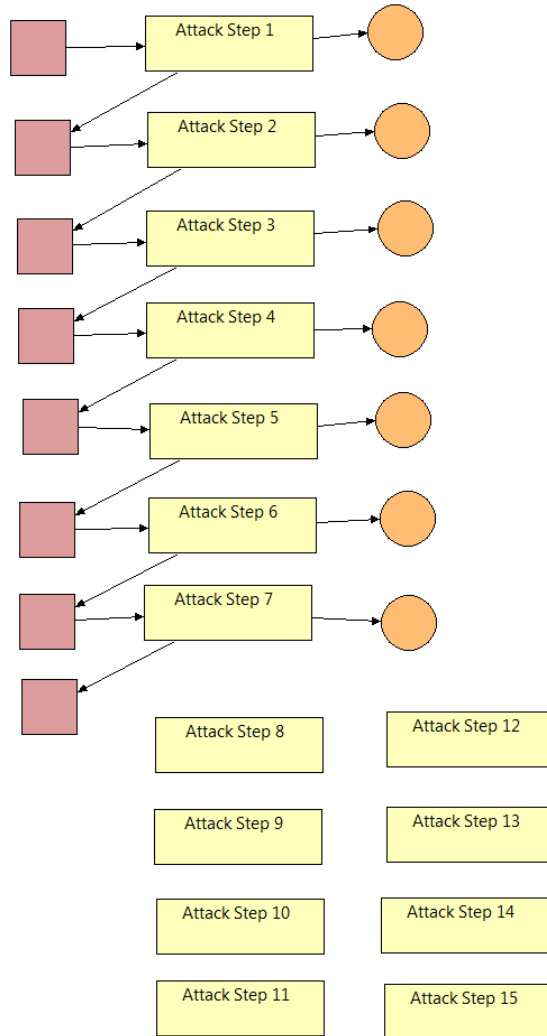 Attack Step 1
Attack Step 2
Attack Step 3
Attack Step 4
Attack Step 5
Attack Step 6
Attack Step 7
Attack Step 8
Attack Step 12
Attack Step 9
Attack Step 13
Attack Step 10
Attack Step 14
Attack Step 11
Attack Step 15